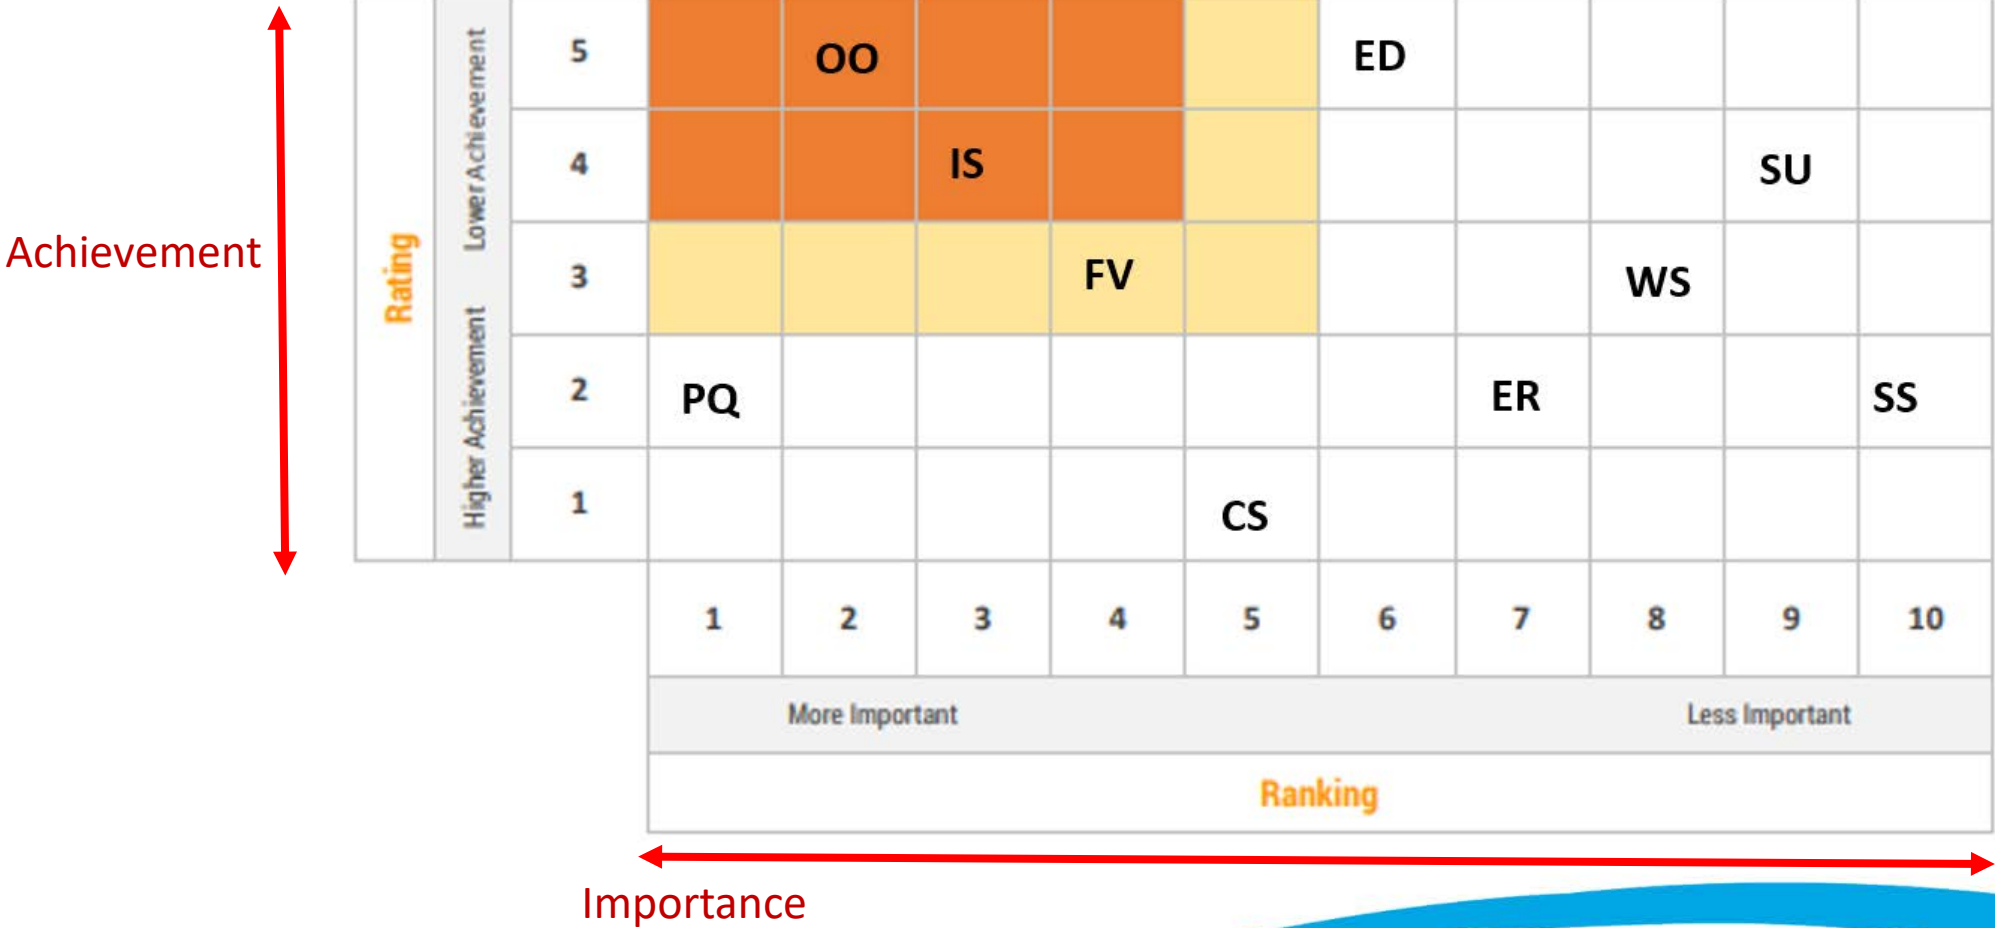 Achievement
Rating
Lower Achievement
Higher Achievement
5 OO ED
4 IS SU
3 FV WS
2 PQ ER SS
1 CS
1 2 3 4 5 6 7 8 9 10
More Important Less Important
Ranking
Importance